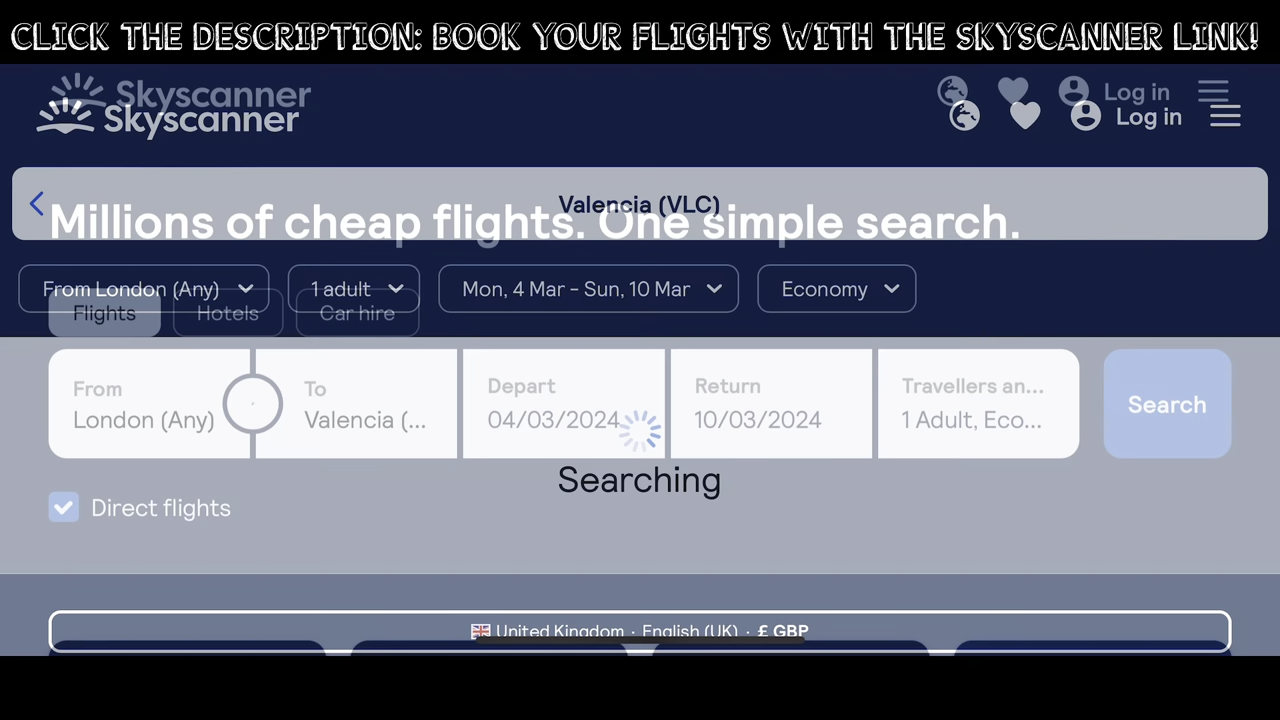 CLICK THE DESCRIPTION: BOOK YOUR FLIGHTS WITH THE SKYSCANNER LINK!
Skyscanner Log in
Skyscanner Log in
Valencia (VLC)
Millions of cheap flights. One simple search.
From London (Any) 1 adult Mon, 4 Mar – Sun, 10 Mar Economy
Flights Hotels Car hire
From To Depart Return Travellers an...
London (Any) Valencia (... 04/03/2024 10/03/2024 1 Adult, Eco... Search
Searching
Direct flights
United Kingdom · English (UK) · £ GBP